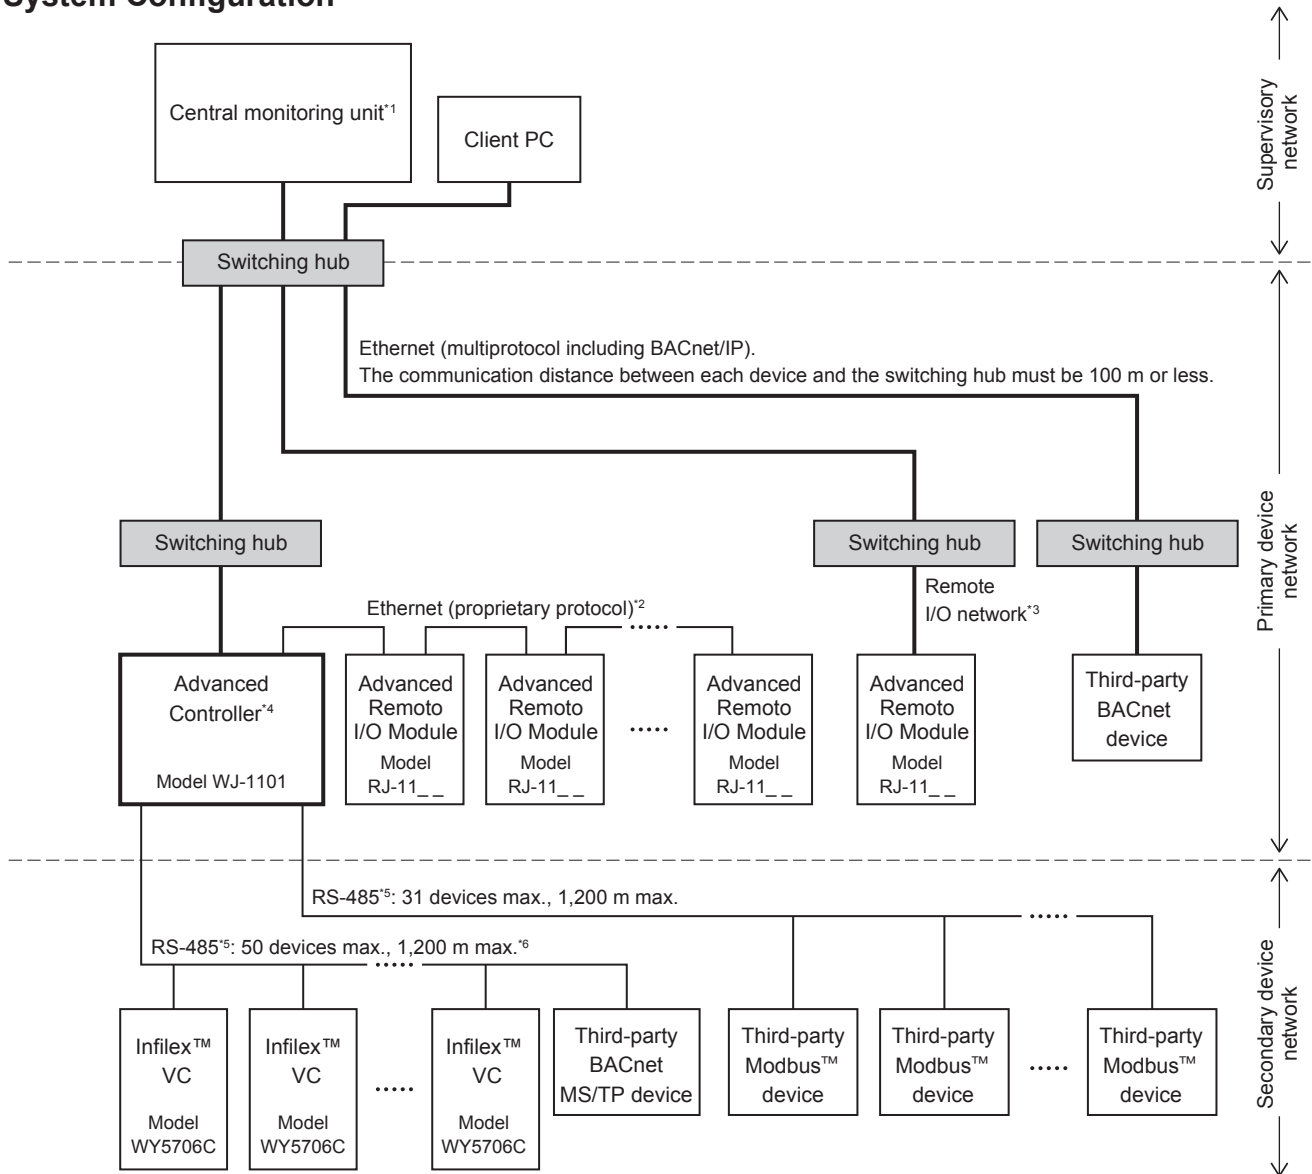 System Configuration
Central monitoring unit*1
Client PC
Supervisory
network
Switching hub
Ethernet (multiprotocol including BACnet/IP).
The communication distance between each device and the switching hub must be 100 m or less.
Switching hub
Switching hub
Switching hub
Primary device
network
Remote
I/O network*3
Ethernet (proprietary protocol)*2
.....
Advanced
Controller*4
Model WJ-1101
Advanced
Remoto
I/O Module
Model
RJ-11_ _
Advanced
Remoto
I/O Module
Model
RJ-11_ _
.....
Advanced
Remoto
I/O Module
Model
RJ-11_ _
Advanced
Remoto
I/O Module
Model
RJ-11_ _
Third-party
BACnet
device
RS-485*5: 31 devices max., 1,200 m max.
.....
RS-485*5: 50 devices max., 1,200 m max.*6
.....
Secondary device
network
Infilex™
VC
Model
WY5706C
Infilex™
VC
Model
WY5706C
.....
Infilex™
VC
Model
WY5706C
Third-party
BACnet
MS/TP device
Third-party
Modbus™
device
Third-party
Modbus™
device
.....
Third-party
Modbus™
device